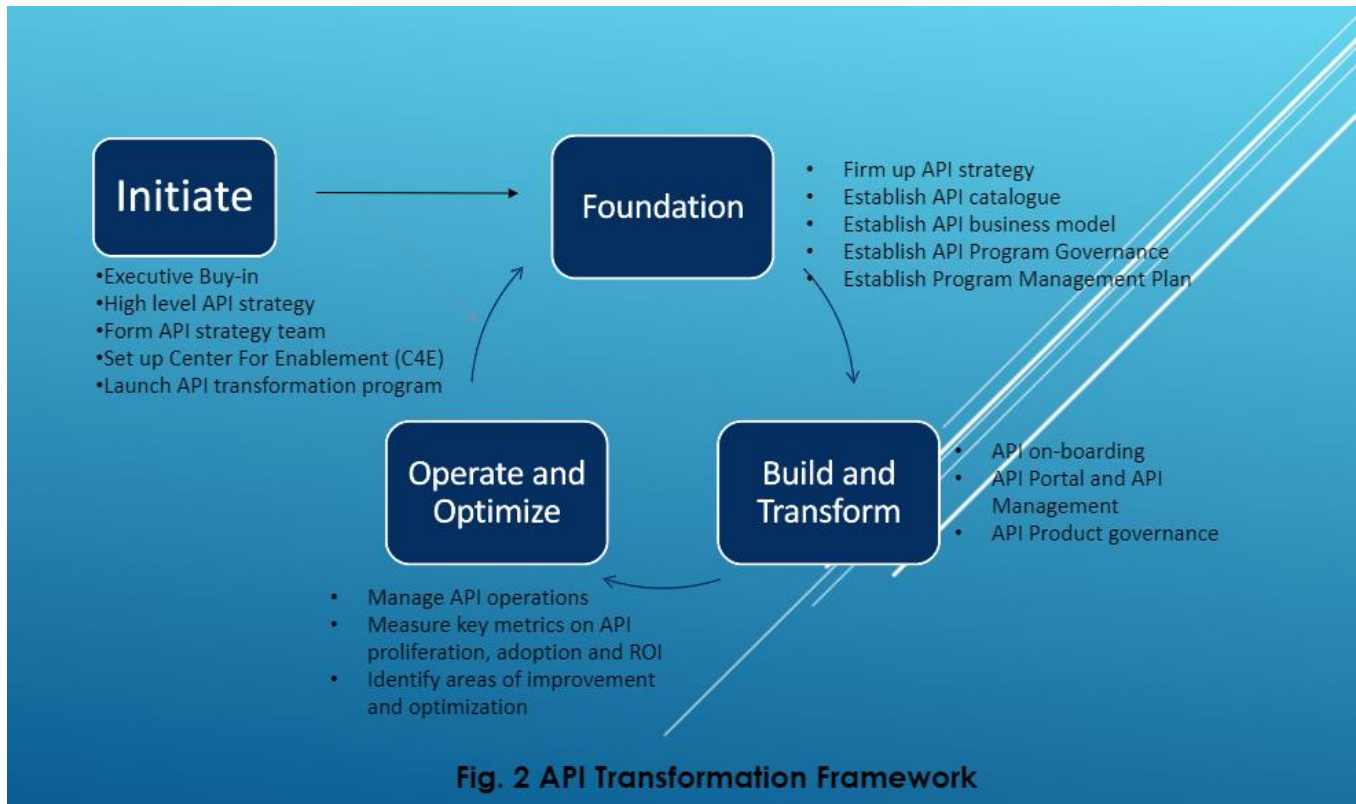 Initiate
•Executive Buy-in
•High level API strategy
•Form API strategy team
•Set up Center For Enablement (C4E)
•Launch API transformation program
Foundation
• Firm up API strategy
• Establish API catalogue
• Establish API business model
• Establish API Program Governance
• Establish Program Management Plan
Build and
Transform
• API on-boarding
• API Portal and API
Management
• API Product governance
Operate and
Optimize
• Manage API operations
• Measure key metrics on API
proliferation, adoption and ROI
• Identify areas of improvement
and optimization
Fig. 2 API Transformation Framework